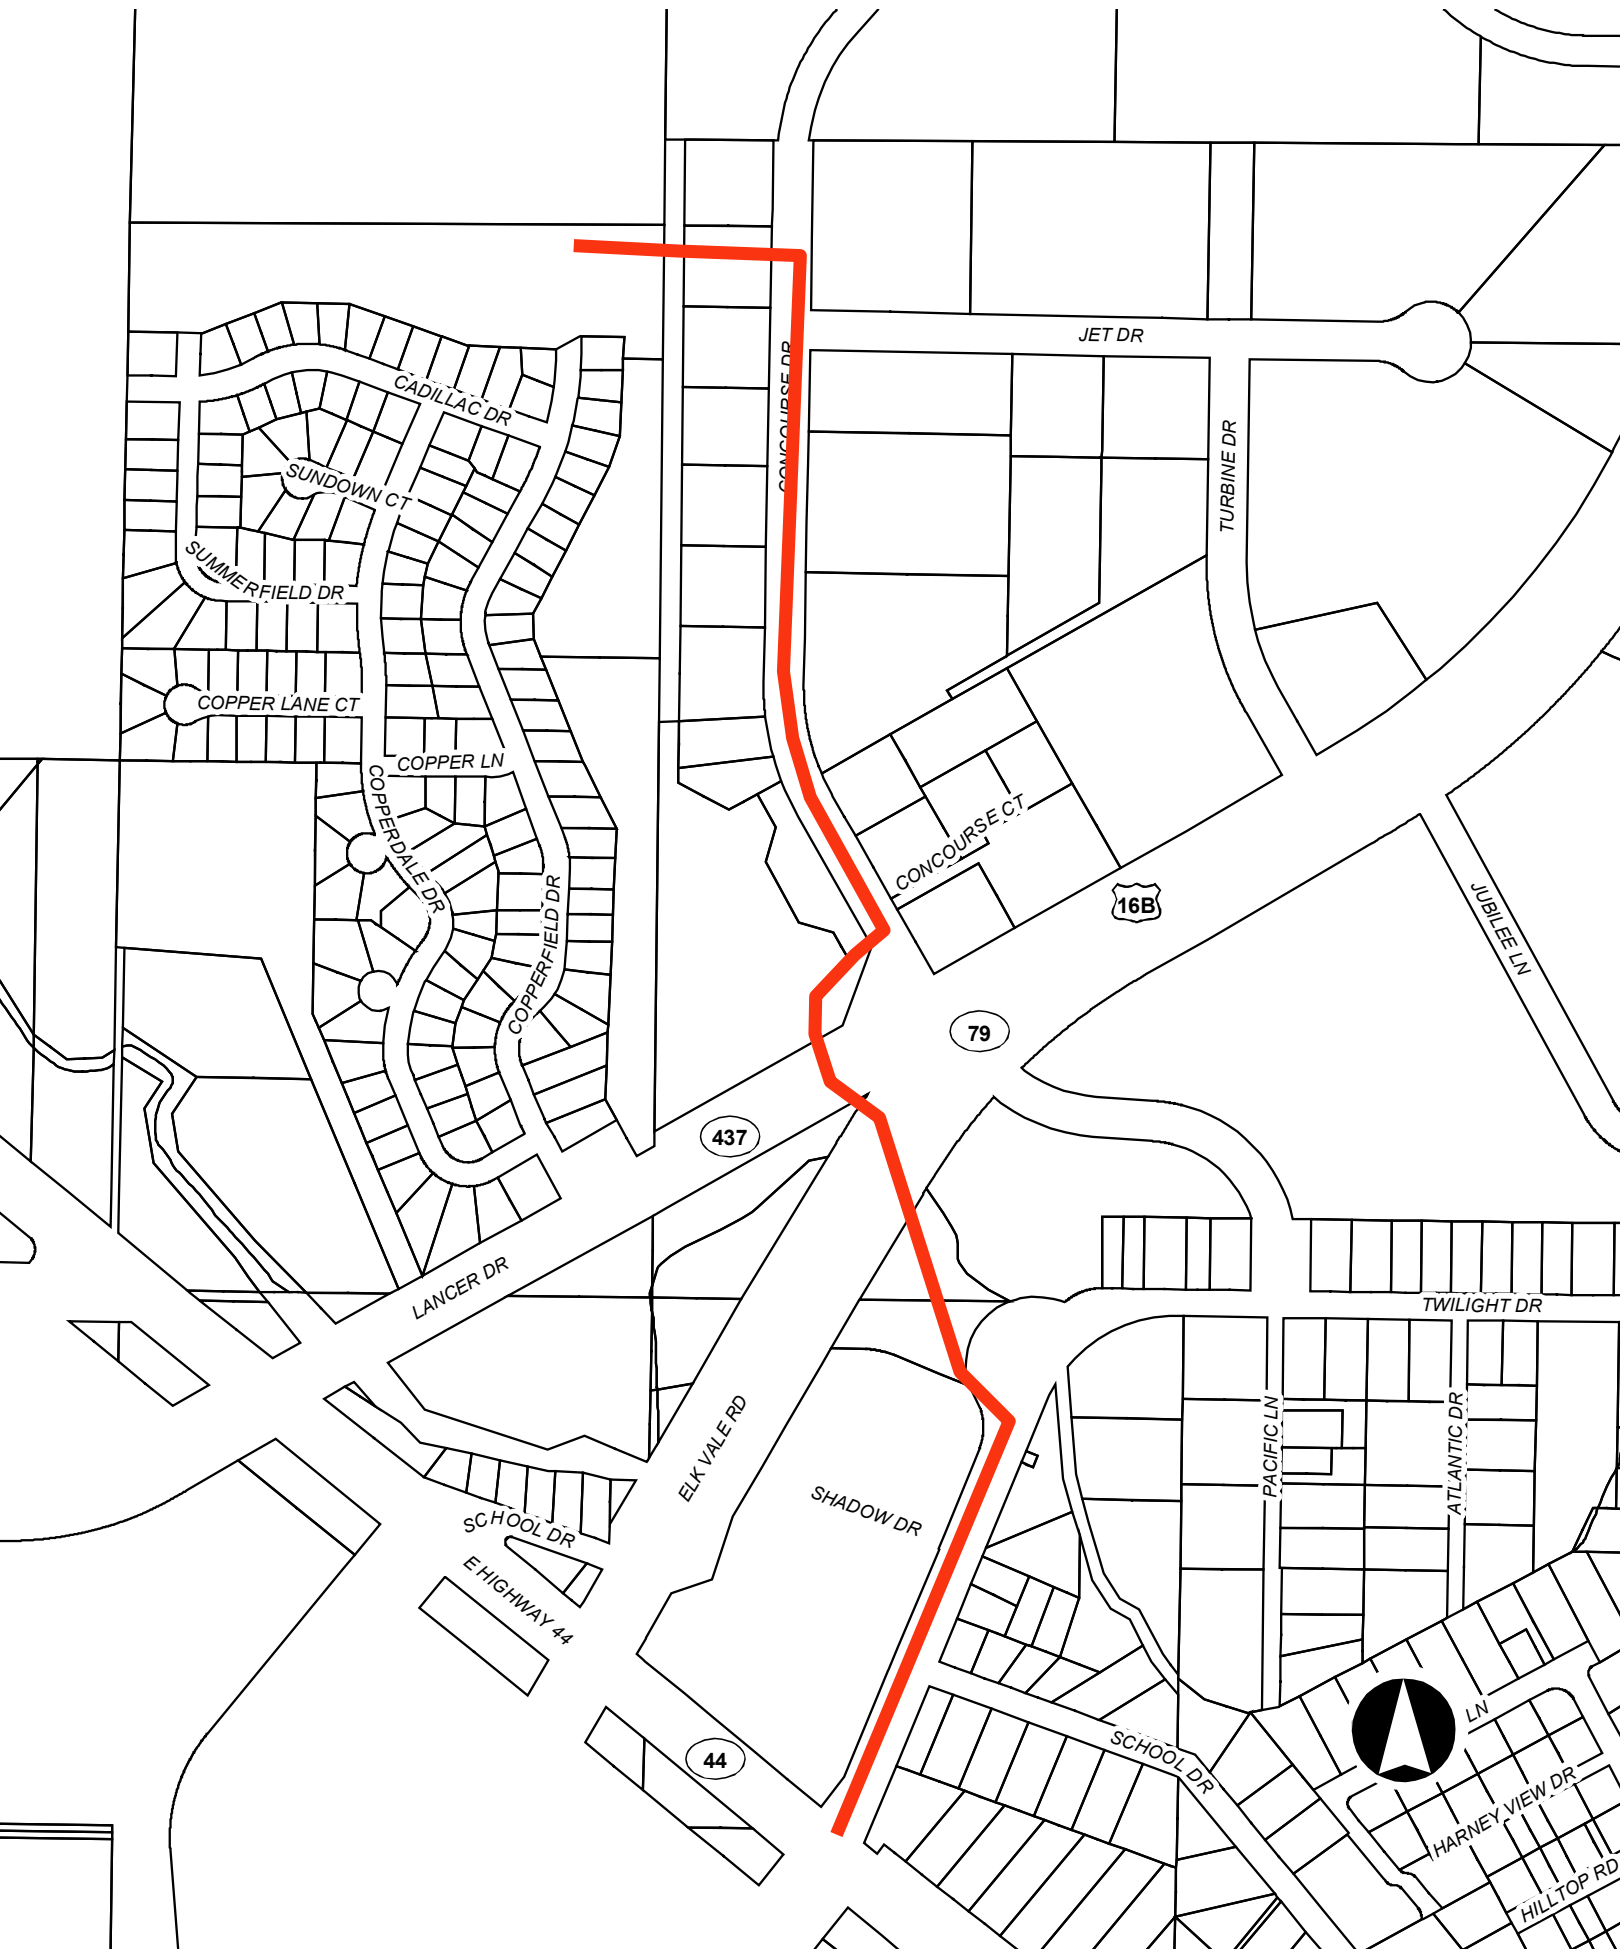 JET DR
CONCOURSE DR
CADILLAC DR
TURBINE DR
SUNDOWN CT
SUMMERFIELD DR
COPPER LANE CT
COPPER LN
COPPERDALE DR
CONCOURSE CT
16B
COPPERFIELD DR
JUBILEE LN
79
437
LANCER DR
TWILIGHT DR
ELK VALE RD
PACIFIC LN
ATLANTIC DR
SHADOW DR
SCHOOL DR
E HIGHWAY 44
LN
44
SCHOOL DR
HARNEY VIEW DR
HILLTOP RD